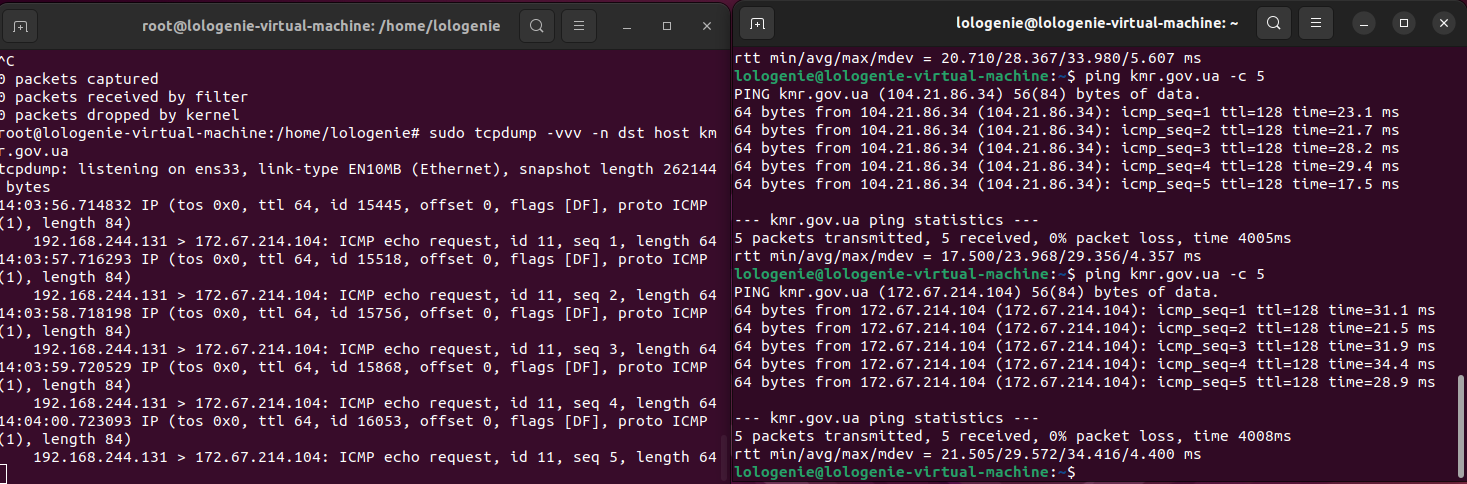 root@lologenie-virtual-machine: /home/lologenie
^C
0 packets captured
0 packets received by filter
0 packets dropped by kernel
root@lologenie-virtual-machine:/home/lologenie# sudo tcpdump -vvv -n dst host km
r.gov.ua
tcpdump: listening on ens33, link-type EN10MB (Ethernet), snapshot length 262144
 bytes
14:03:56.714832 IP (tos 0x0, ttl 64, id 15445, offset 0, flags [DF], proto ICMP
(1), length 84)
    192.168.244.131 > 172.67.214.104: ICMP echo request, id 11, seq 1, length 64
14:03:57.716293 IP (tos 0x0, ttl 64, id 15518, offset 0, flags [DF], proto ICMP
(1), length 84)
    192.168.244.131 > 172.67.214.104: ICMP echo request, id 11, seq 2, length 64
14:03:58.718198 IP (tos 0x0, ttl 64, id 15756, offset 0, flags [DF], proto ICMP
(1), length 84)
    192.168.244.131 > 172.67.214.104: ICMP echo request, id 11, seq 3, length 64
14:03:59.720529 IP (tos 0x0, ttl 64, id 15868, offset 0, flags [DF], proto ICMP
(1), length 84)
    192.168.244.131 > 172.67.214.104: ICMP echo request, id 11, seq 4, length 64
14:04:00.723093 IP (tos 0x0, ttl 64, id 16053, offset 0, flags [DF], proto ICMP
(1), length 84)
    192.168.244.131 > 172.67.214.104: ICMP echo request, id 11, seq 5, length 64
lologenie@lologenie-virtual-machine: ~
rtt min/avg/max/mdev = 20.710/28.367/33.980/5.607 ms
lologenie@lologenie-virtual-machine:~$ ping kmr.gov.ua -c 5
PING kmr.gov.ua (104.21.86.34) 56(84) bytes of data.
64 bytes from 104.21.86.34 (104.21.86.34): icmp_seq=1 ttl=128 time=23.1 ms
64 bytes from 104.21.86.34 (104.21.86.34): icmp_seq=2 ttl=128 time=21.7 ms
64 bytes from 104.21.86.34 (104.21.86.34): icmp_seq=3 ttl=128 time=28.2 ms
64 bytes from 104.21.86.34 (104.21.86.34): icmp_seq=4 ttl=128 time=29.4 ms
64 bytes from 104.21.86.34 (104.21.86.34): icmp_seq=5 ttl=128 time=17.5 ms
--- kmr.gov.ua ping statistics ---
5 packets transmitted, 5 received, 0% packet loss, time 4005ms
rtt min/avg/max/mdev = 17.500/23.968/29.356/4.357 ms
lologenie@lologenie-virtual-machine:~$ ping kmr.gov.ua -c 5
PING kmr.gov.ua (172.67.214.104) 56(84) bytes of data.
64 bytes from 172.67.214.104 (172.67.214.104): icmp_seq=1 ttl=128 time=31.1 ms
64 bytes from 172.67.214.104 (172.67.214.104): icmp_seq=2 ttl=128 time=21.5 ms
64 bytes from 172.67.214.104 (172.67.214.104): icmp_seq=3 ttl=128 time=31.9 ms
64 bytes from 172.67.214.104 (172.67.214.104): icmp_seq=4 ttl=128 time=34.4 ms
64 bytes from 172.67.214.104 (172.67.214.104): icmp_seq=5 ttl=128 time=28.9 ms
--- kmr.gov.ua ping statistics ---
5 packets transmitted, 5 received, 0% packet loss, time 4008ms
rtt min/avg/max/mdev = 21.505/29.572/34.416/4.400 ms
lologenie@lologenie-virtual-machine:~$